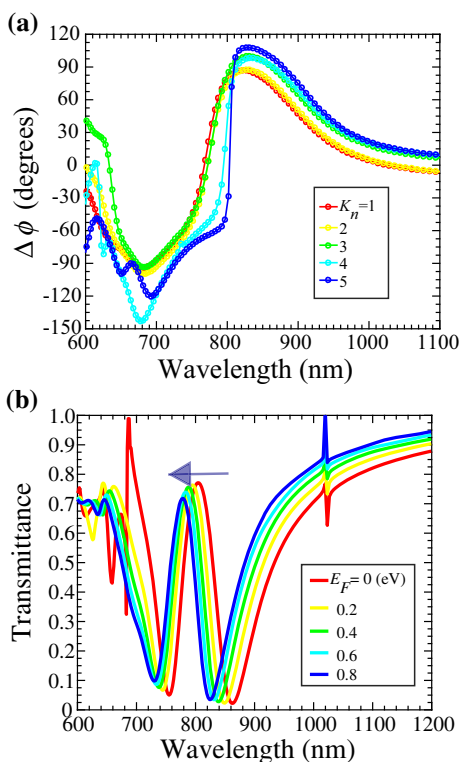 (a)
120
90
60
30
0
-30
-60
-90
-120
-150
Δ ϕ (degrees)
K_n=1
2
3
4
5
600 700 800 900 1000 1100
Wavelength (nm)
(b)
1.0
0.9
0.8
0.7
0.6
0.5
0.4
0.3
0.2
0.1
0
Transmittance
E_F= 0 (eV)
0.2
0.4
0.6
0.8
600 700 800 900 1000 1100 1200
Wavelength (nm)